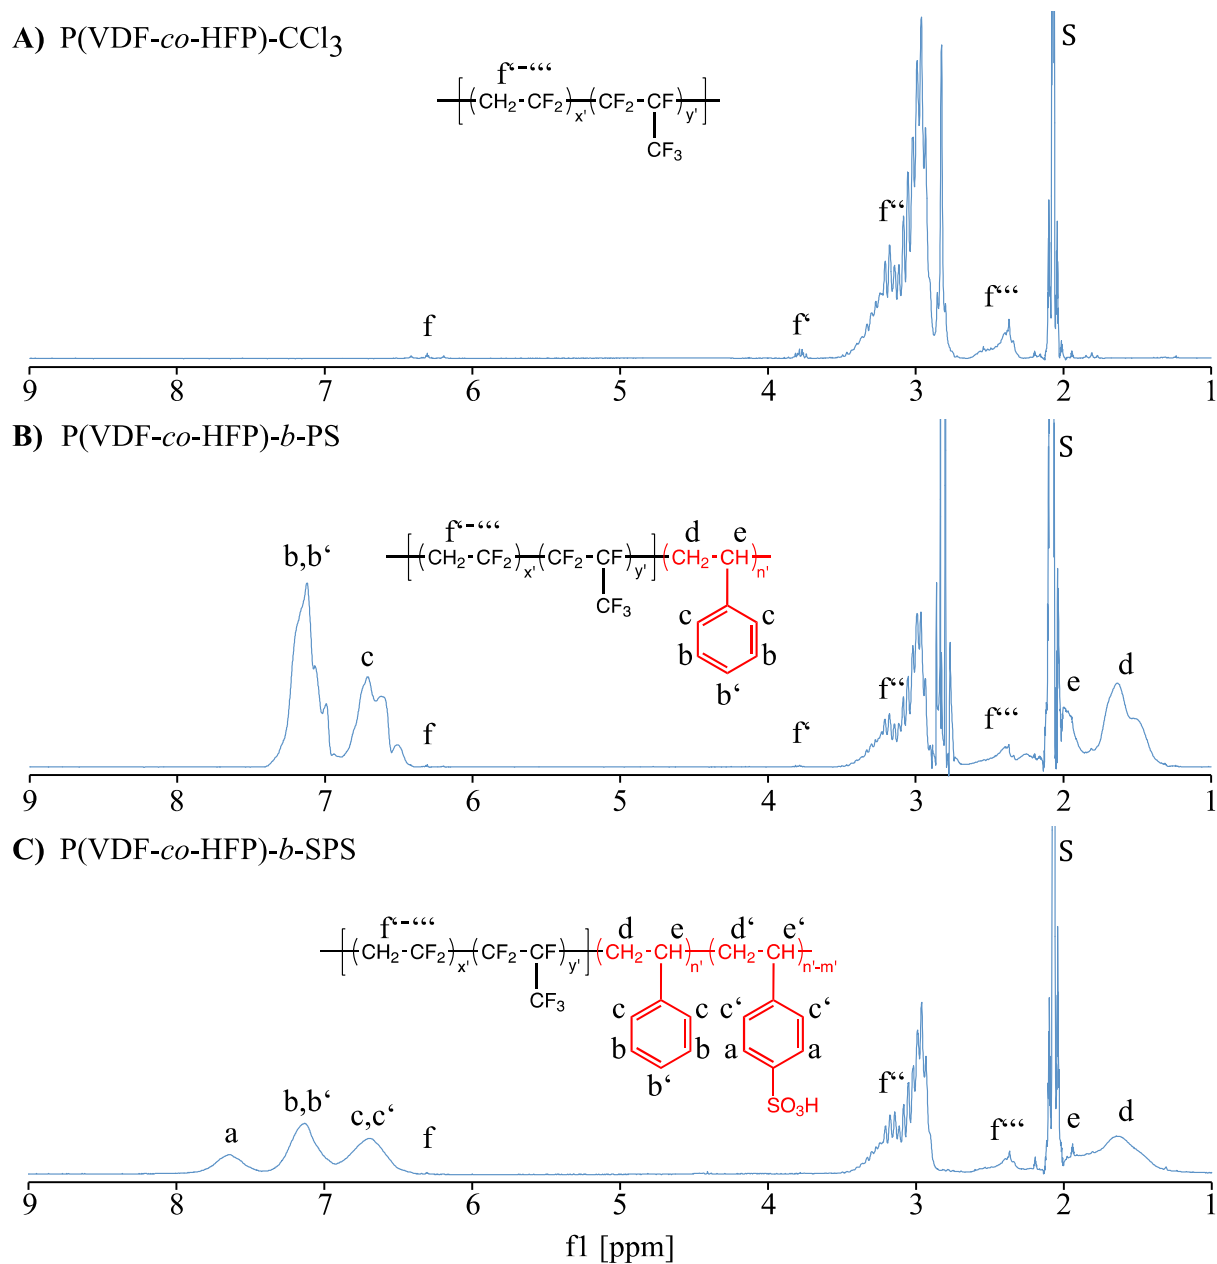 A) P(VDF-co-HFP)-CCl3
S
f‘-“‘
CH2-CF2 x' CF2-CF y'
CF3
f“
f“‘
f
f‘
9 8 7 6 5 4 3 2 1
B) P(VDF-co-HFP)-b-PS
S
f‘-“‘ d e
b,b‘
CH2-CF2 x' CF2-CF y' CH2-CH n'
CF3
c c
c
b b
b‘
f“
e
d
f
f‘
f“‘
9 8 7 6 5 4 3 2 1
C) P(VDF-co-HFP)-b-SPS
S
f‘-“‘ d e d‘ e‘
CH2-CF2 x' CF2-CF y' CH2-CH n' CH2-CH n'-m'
CF3
c c c‘ c‘
b b a a
b‘
SO3H
f“
b,b‘
c,c‘
a
f
f“‘
e
d
9 8 7 6 5 4 3 2 1
f1 [ppm]